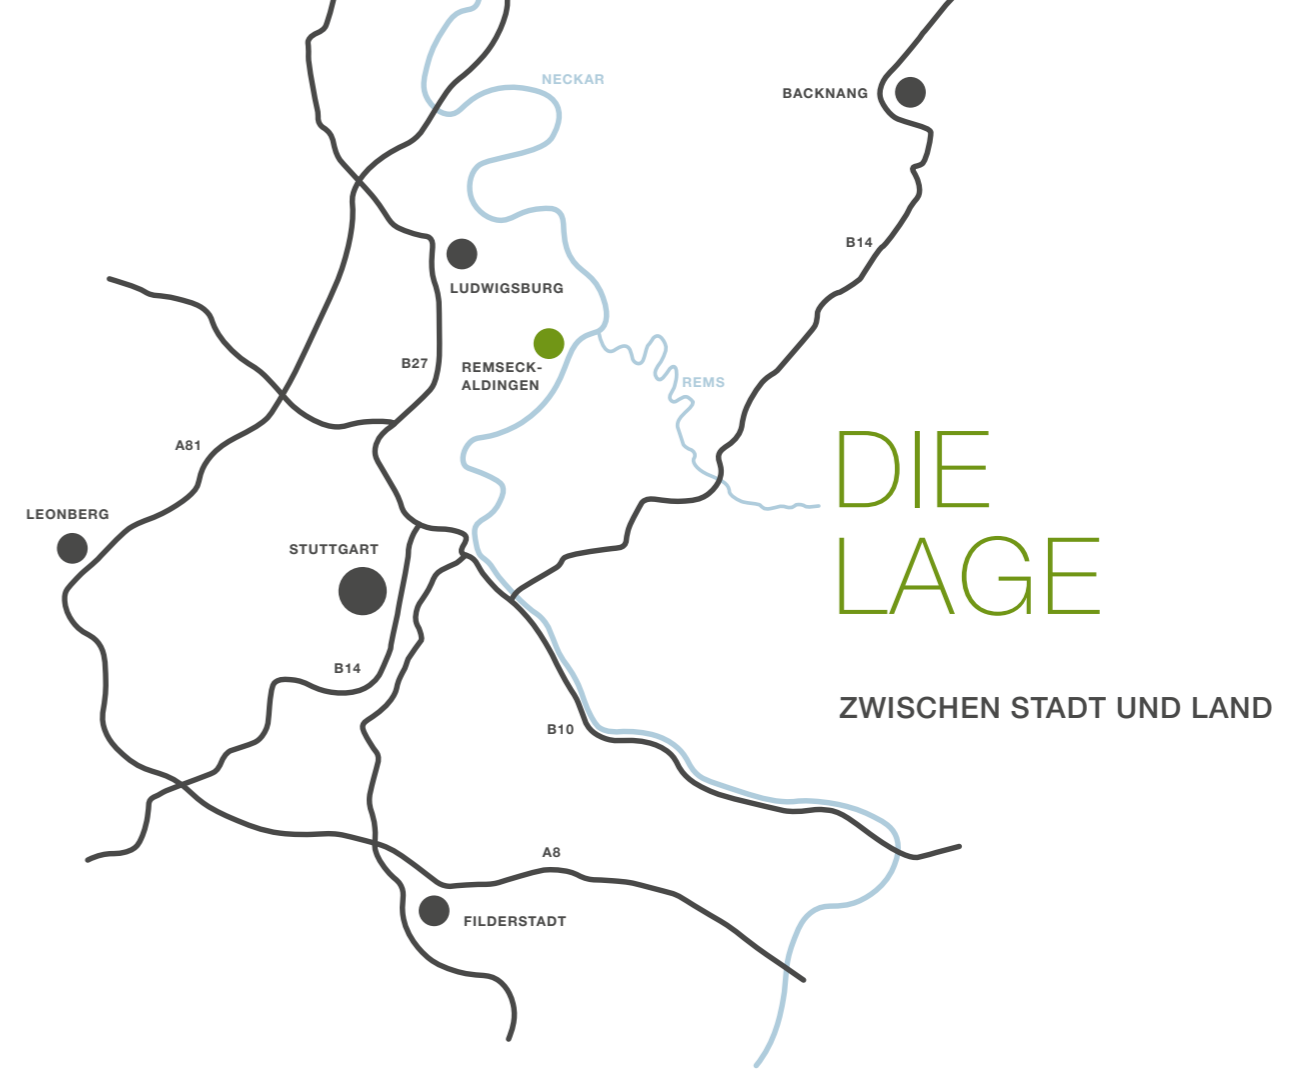 NECKAR
BACKNANG
B14
LUDWIGSBURG
B27
REMSECK-
ALDINGEN
REMS
A81
DIE
LAGE
LEONBERG
STUTTGART
B14
ZWISCHEN STADT UND LAND
B10
A8
FILDERSTADT